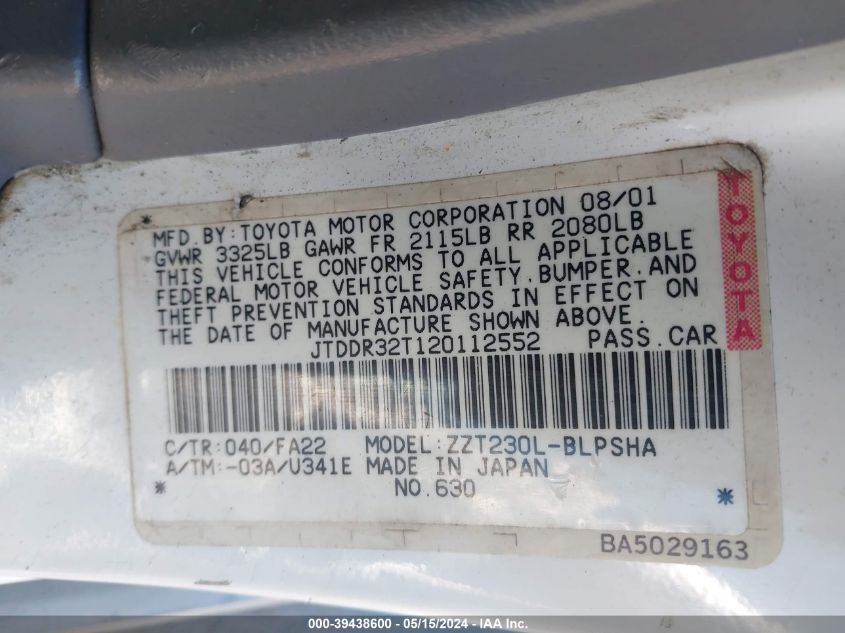 MFD.BY:TOYOTA MOTOR CORPORATION 08/01
GVWR 3325LB GAWR FR 2115LB RR 2080LB
THIS VEHICLE CONFORMS TO ALL APPLICABLE
FEDERAL MOTOR VEHICLE SAFETY,BUMPER,AND
THEFT PREVENTION STANDARDS IN EFFECT ON
THE DATE OF MANUFACTURE SHOWN ABOVE.
JTDDR32T120112552 PASS.CAR
TOYOTA
C/TR:040/FA22 MODEL:ZZT230L-BLPSHA
A/TM:-03A/U341E MADE IN JAPAN
* NO.630 *
BA5029163
000-39438600 - 05/15/2024 - IAA Inc.